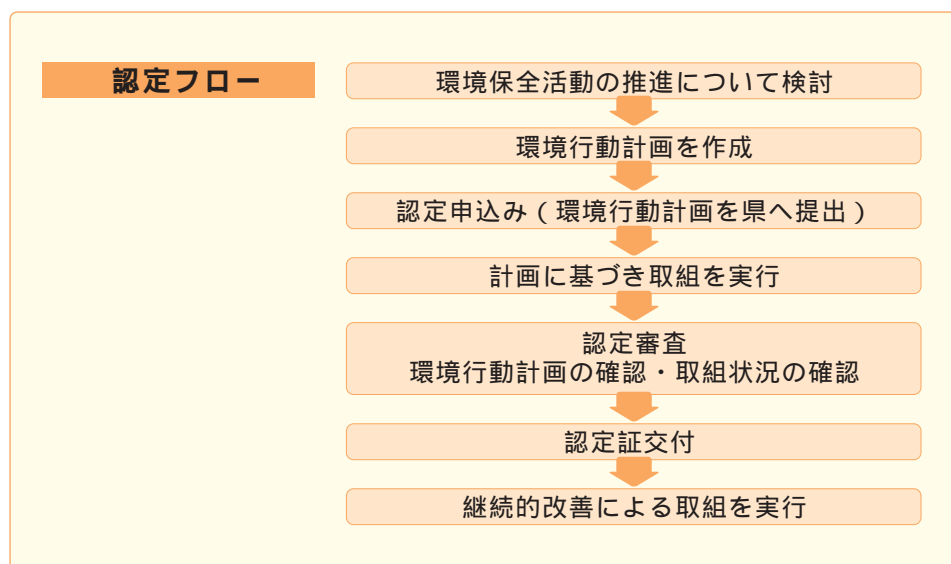 認定フロー
環境保全活動の推進について検討
環境行動計画を作成
認定申込み(環境行動計画を県へ提出)
計画に基づき取組を実行
認定審査
環境行動計画の確認・取組状況の確認
認定証交付
継続的改善による取組を実行